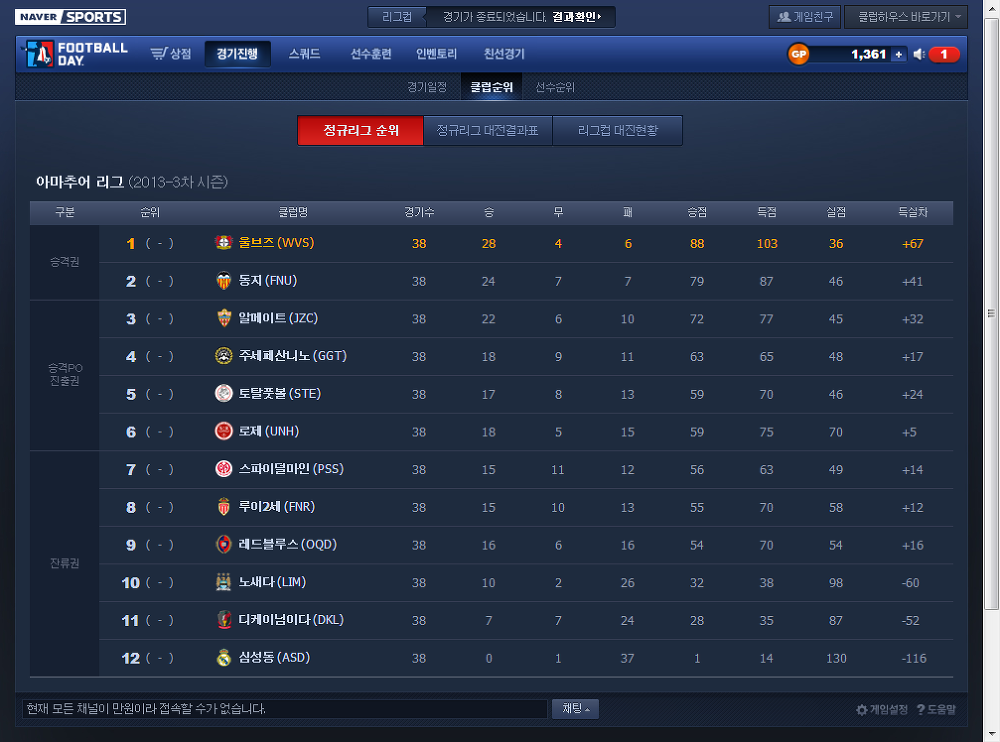 NAVER SPORTS
리그컵 경기가 종료되었습니다. 결과확인
게임친구 클럽하우스 바로가기
FOOTBALL DAY. 상점 경기진행 스쿼드 선수훈련 인벤토리 친선경기 GP 1,361 + 1
경기일정 클럽순위 선수순위
정규리그 순위 정규리그 대전결과표 리그컵 대진현황
아마추어 리그 (2013-3차 시즌)
구분 순위 클럽명 경기수 승 무 패 승점 득점 실점 득실차
승격권
1 ( - ) 울브즈 (WVS) 38 28 4 6 88 103 36 +67
2 ( - ) 동지 (FNU) 38 24 7 7 79 87 46 +41
승격PO
진출권
3 ( - ) 알메이트 (JZC) 38 22 6 10 72 77 45 +32
4 ( - ) 주세페산니노 (GGT) 38 18 9 11 63 65 48 +17
5 ( - ) 토탈풋볼 (STE) 38 17 8 13 59 70 46 +24
6 ( - ) 로제 (UNH) 38 18 5 15 59 75 70 +5
잔류권
7 ( - ) 스파이덜마인 (PSS) 38 15 11 12 56 63 49 +14
8 ( - ) 루이2세 (FNR) 38 15 10 13 55 70 58 +12
9 ( - ) 레드블루스 (OQD) 38 16 6 16 54 70 54 +16
10 ( - ) 노새다 (LIM) 38 10 2 26 32 38 98 -60
11 ( - ) 디케이님이다 (DKL) 38 7 7 24 28 35 87 -52
12 ( - ) 삼성동 (ASD) 38 0 1 37 1 14 130 -116
현재 모든 채널이 만원이라 접속할 수가 없습니다. 채팅 게임설정 ? 도움말